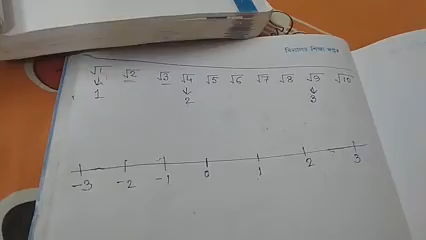 বিদ্যালয় শিক্ষা
√1 √2 √3 √4 √5 √6 √7 √8 √9 √10
↓ ↓ ↓
1 2 3
-3 -2 -1 0 1 2 3